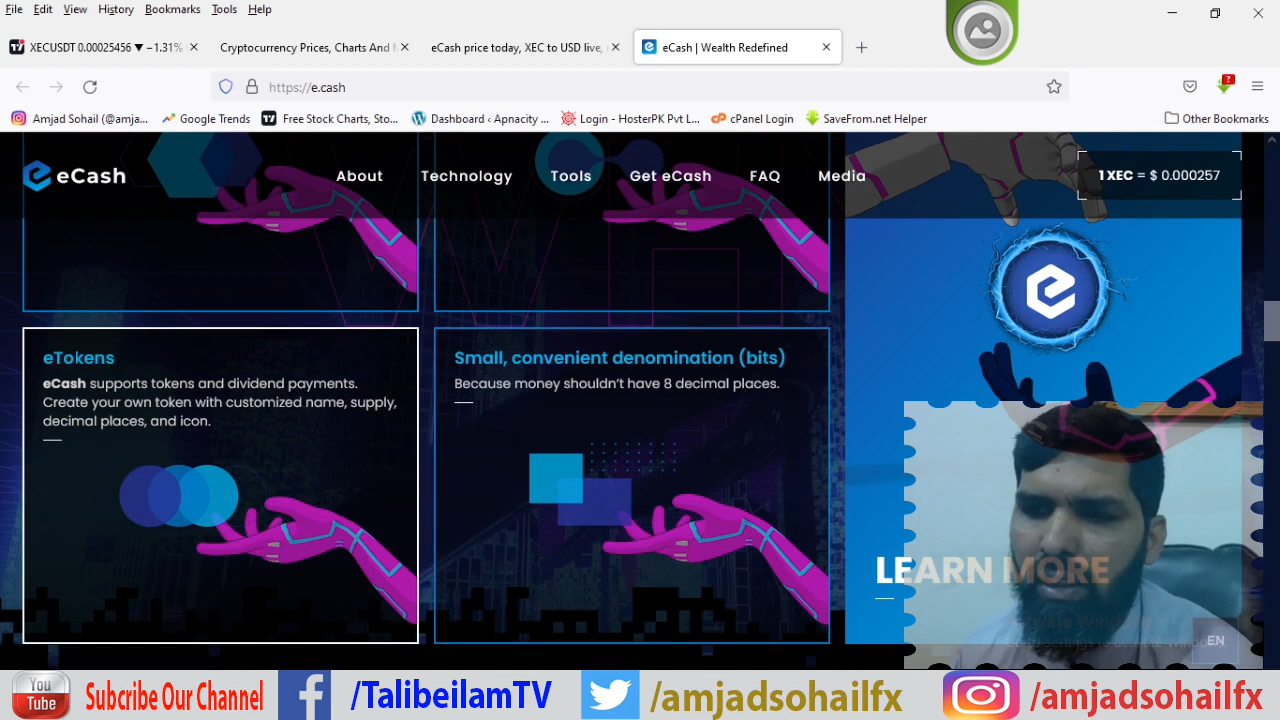 File Edit View History Bookmarks Tools Help
XECUSDT 0.00025456 ▼ −1.31%
Cryptocurrency Prices, Charts And M
eCash price today, XEC to USD live,
eCash | Wealth Redefined
https://e.cash
Amjad Sohail (@amja...
Google Trends
Free Stock Charts, Sto...
Dashboard ‹ Apnacity ...
Login - HosterPK Pvt L...
cPanel Login
SaveFrom.net Helper
Other Bookmarks
eCash
About Technology Tools Get eCash FAQ Media
1 XEC = $ 0.000257
eTokens
eCash supports tokens and dividend payments.
Create your own token with customized name, supply,
decimal places, and icon.
Small, convenient denomination (bits)
Because money shouldn't have 8 decimal places.
LEARN MORE
EN
You
Tube
Subcribe Our Channel
/TalibeilamTV
/amjadsohailfx
/amjadsohailfx